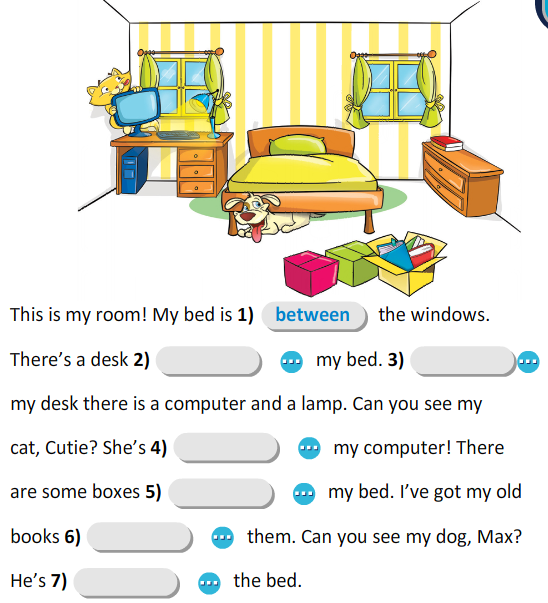 This is my room! My bed is 1) between the windows.
There's a desk 2) my bed. 3)
my desk there is a computer and a lamp. Can you see my
cat, Cutie? She's 4) my computer! There
are some boxes 5) my bed. I've got my old
books 6) them. Can you see my dog, Max?
He's 7) the bed.